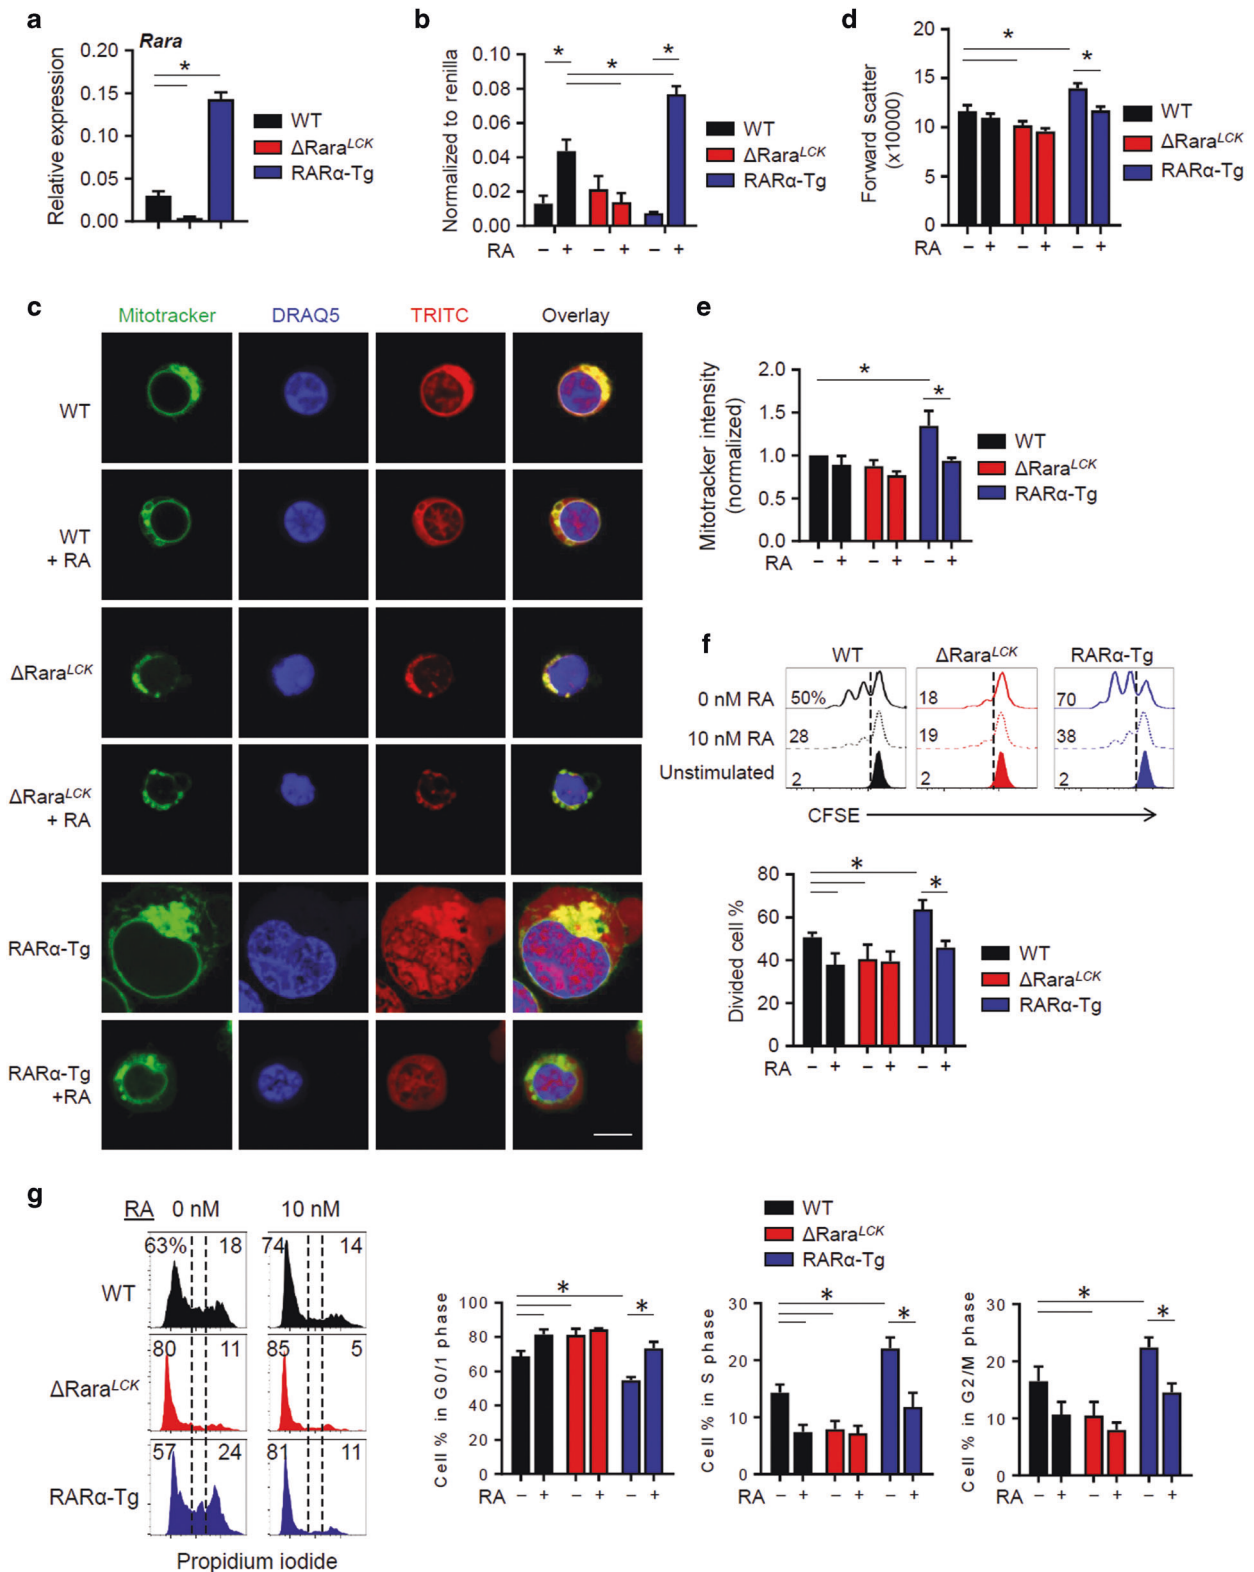 a
Rara
Relative expression
0.20
0.15
0.10
0.05
0.00
*
WT
ΔRaraLCK
RARα-Tg
b
Normalized to renilla
0.10
0.08
0.06
0.04
0.02
0.00
* * *
RA − + − + − +
WT
ΔRaraLCK
RARα-Tg
d
Forward scatter
(x10000)
20
15
10
5
0
* *
RA − + − + − +
WT
ΔRaraLCK
RARα-Tg
c
Mitotracker DRAQ5 TRITC Overlay
WT
WT
+ RA
ΔRaraLCK
ΔRaraLCK
+ RA
RARα-Tg
RARα-Tg
+RA
e
Mitotracker intensity
(normalized)
2.0
1.5
1.0
0.5
0.0
* *
RA − + − + − +
WT
ΔRaraLCK
RARα-Tg
f
WT ΔRaraLCK RARα-Tg
0 nM RA 50% 18 70
10 nM RA 28 19 38
Unstimulated 2 2 2
CFSE
Divided cell %
80
60
40
20
0
* *
RA − + − + − +
WT
ΔRaraLCK
RARα-Tg
g
RA 0 nM 10 nM
WT 63% 18 74 14
ΔRaraLCK 80 11 85 5
RARα-Tg 57 24 81 11
Propidium iodide
WT
ΔRaraLCK
RARα-Tg
Cell % in G0/1 phase
100
80
60
40
20
0
* *
RA − + − + − +
Cell % in S phase
30
20
10
0
* *
RA − + − + − +
Cell % in G2/M phase
30
20
10
0
* *
RA − + − + − +